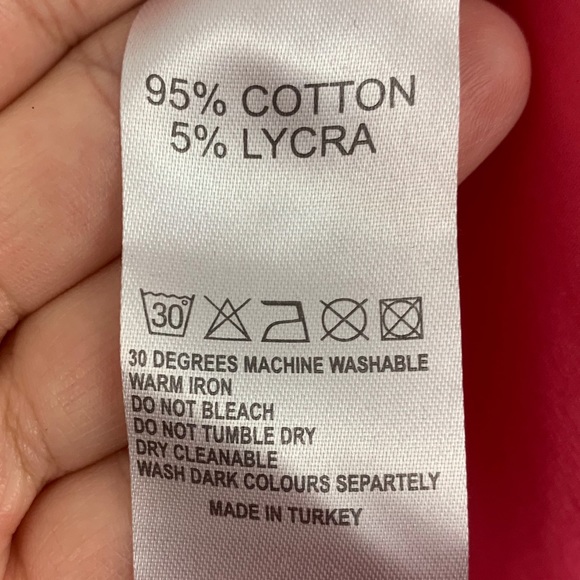 95% COTTON
5% LYCRA
30°
30 DEGREES MACHINE WASHABLE
WARM IRON
DO NOT BLEACH
DO NOT TUMBLE DRY
DRY CLEANABLE
WASH DARK COLOURS SEPARTELY
MADE IN TURKEY